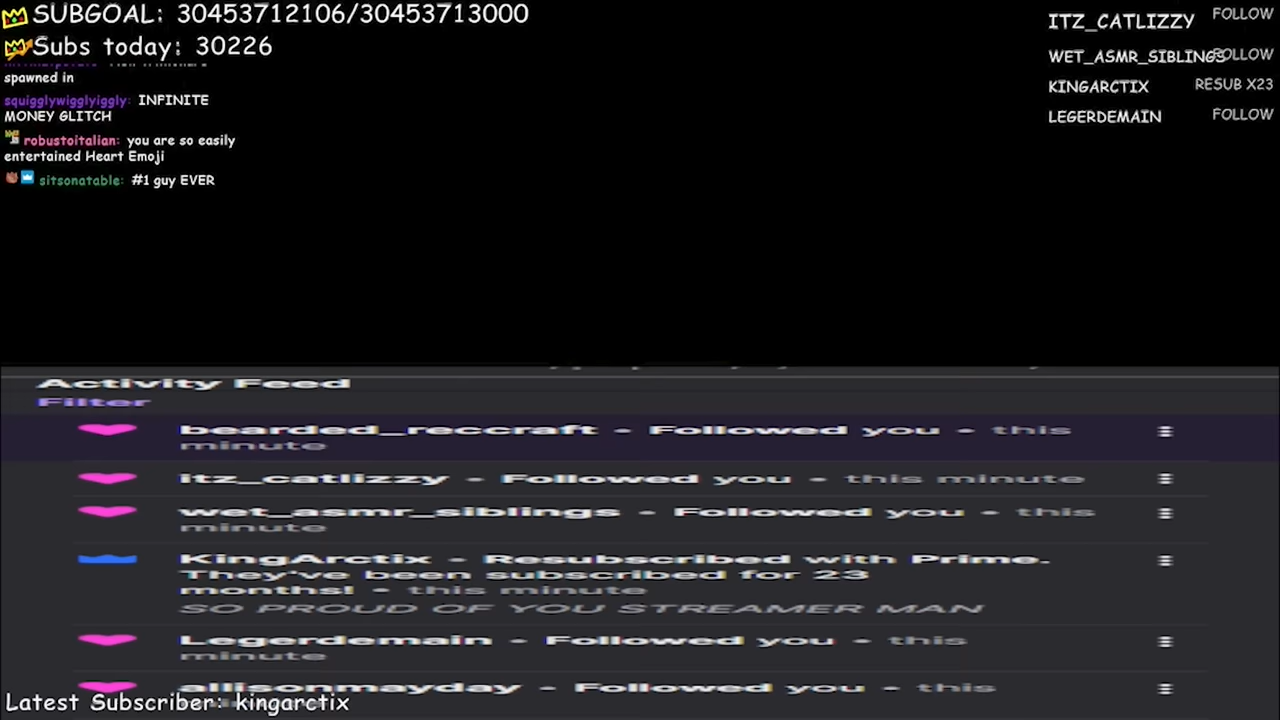 SUBGOAL: 30453712106/30453713000
Subs today: 30226
spawned in
squigglywigglyiggly: INFINITE
MONEY GLITCH
robustoitalian: you are so easily
entertained Heart Emoji
sitsonatable: #1 guy EVER
ITZ_CATLIZZY FOLLOW
WET_ASMR_SIBLINGS FOLLOW
KINGARCTIX RESUB X23
LEGERDEMAIN FOLLOW
Activity Feed
Filter
bearded_reccraft - Followed you • this
minute
itz_catlizzy - Followed you • this minute
wet_asmr_siblings - Followed you • this
minute
KingArctix - Resubscribed with Prime.
They've been subscribed for 23
months! • this minute
SO PROUD OF YOU STREAMER MAN
Legerdemain - Followed you • this
minute
allisonmayday - Followed you • this
Latest Subscriber: kingarctix